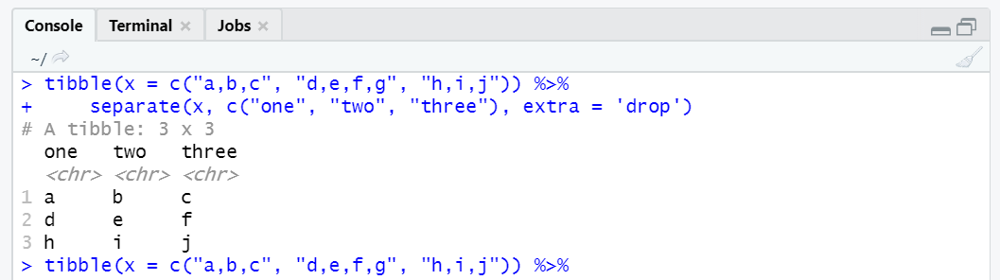 Console Terminal × Jobs ×
~/
> tibble(x = c("a,b,c", "d,e,f,g", "h,i,j")) %>%
+     separate(x, c("one", "two", "three"), extra = 'drop')
# A tibble: 3 x 3
  one   two   three
  <chr> <chr> <chr>
1 a     b     c
2 d     e     f
3 h     i     j
> tibble(x = c("a,b,c", "d,e,f,g", "h,i,j")) %>%